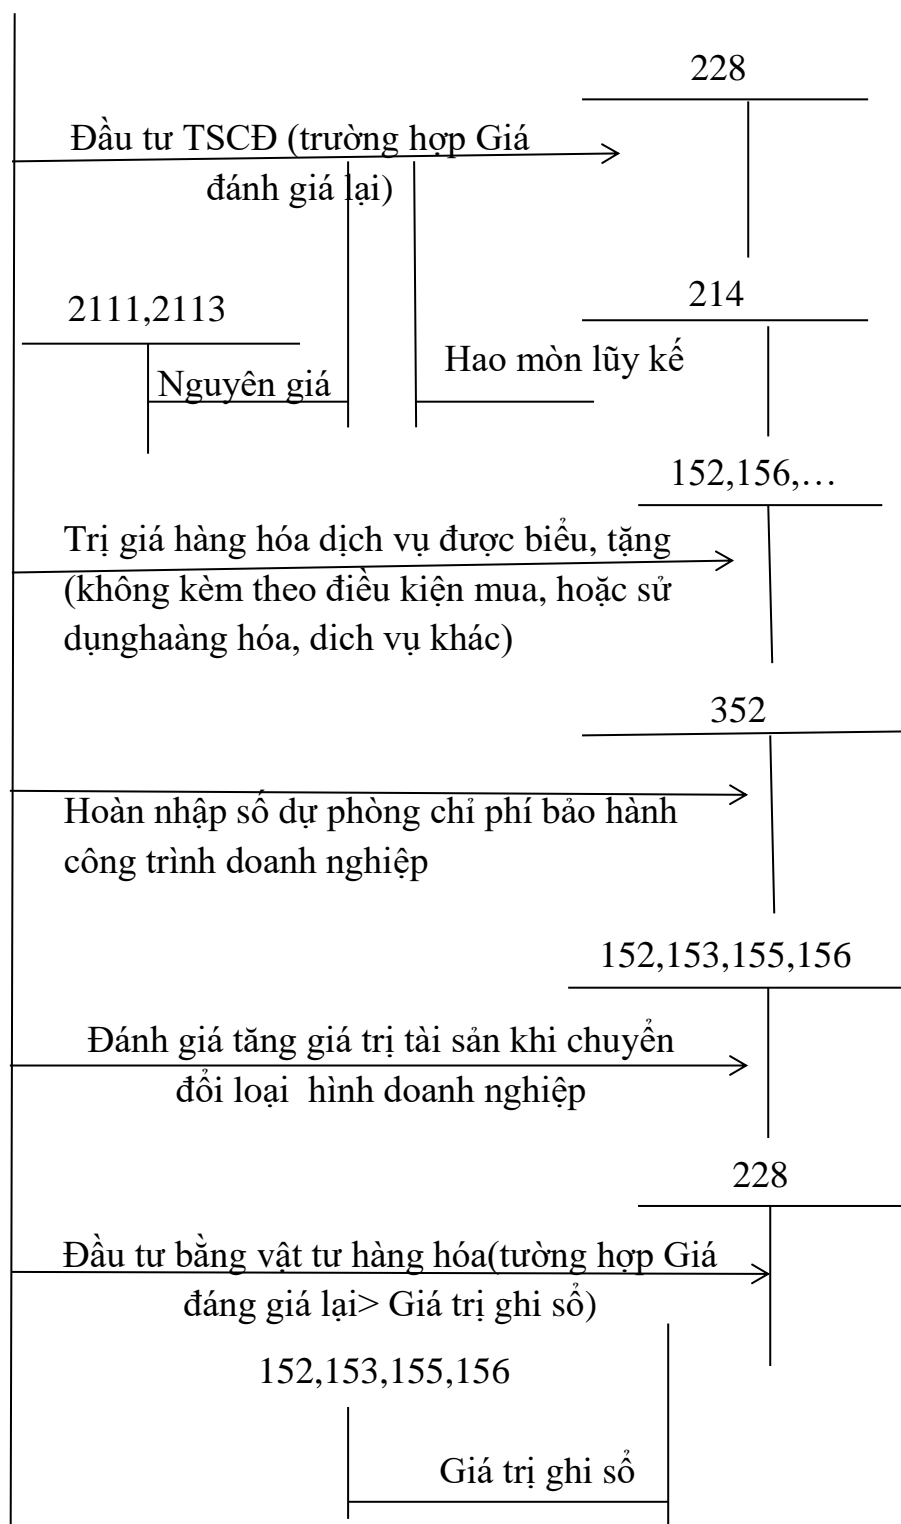 228
Đầu tư TSCĐ (trường hợp Giá
đánh giá lại)
2111,2113
214
Hao mòn lũy kế
Nguyên giá
152,156,…
Trị giá hàng hóa dịch vụ được biểu, tặng
(không kèm theo điều kiện mua, hoặc sử
dụnghaàng hóa, dich vụ khác)
352
Hoàn nhập số dự phòng chỉ phí bảo hành
công trình doanh nghiệp
152,153,155,156
Đánh giá tăng giá trị tài sản khi chuyển
đổi loại hình doanh nghiệp
228
Đầu tư bằng vật tư hàng hóa(tường hợp Giá
đáng giá lại> Giá trị ghi sổ)
152,153,155,156
Giá trị ghi sổ